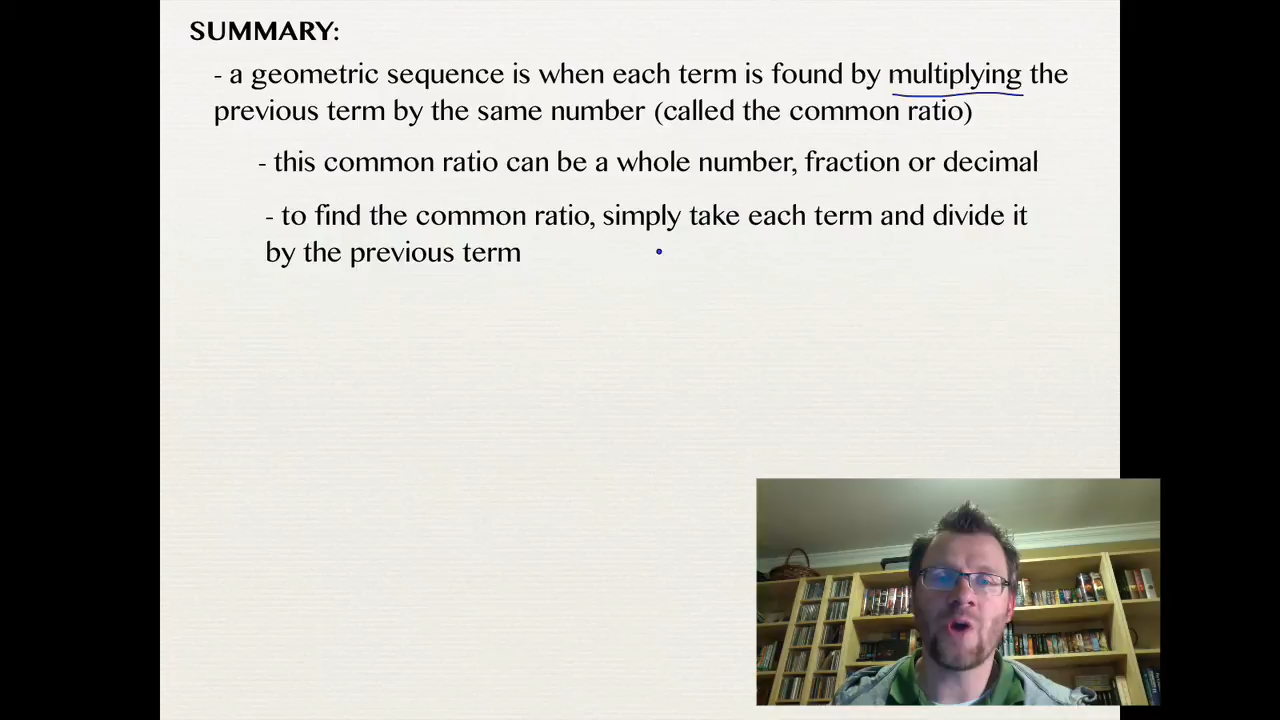 SUMMARY:
- a geometric sequence is when each term is found by multiplying the
previous term by the same number (called the common ratio)
- this common ratio can be a whole number, fraction or decimal
- to find the common ratio, simply take each term and divide it
by the previous term